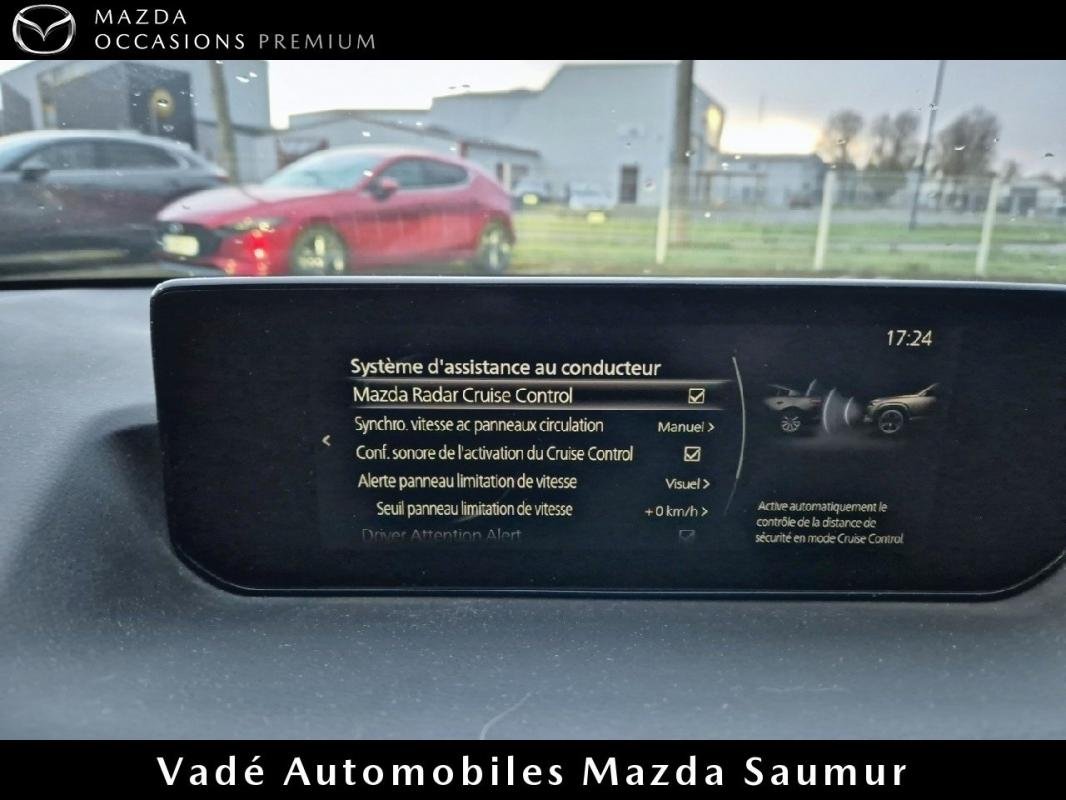 MAZDA
OCCASIONS PREMIUM
17:24
Système d'assistance au conducteur
Mazda Radar Cruise Control
Synchro. vitesse ac panneaux circulation Manuel >
Conf. sonore de l'activation du Cruise Control
Alerte panneau limitation de vitesse Visuel >
Seuil panneau limitation de vitesse +0 km/h >
Driver Attention Alert
Active automatiquement le
contrôle de la distance de
sécurité en mode Cruise Control.
Vadé Automobiles Mazda Saumur